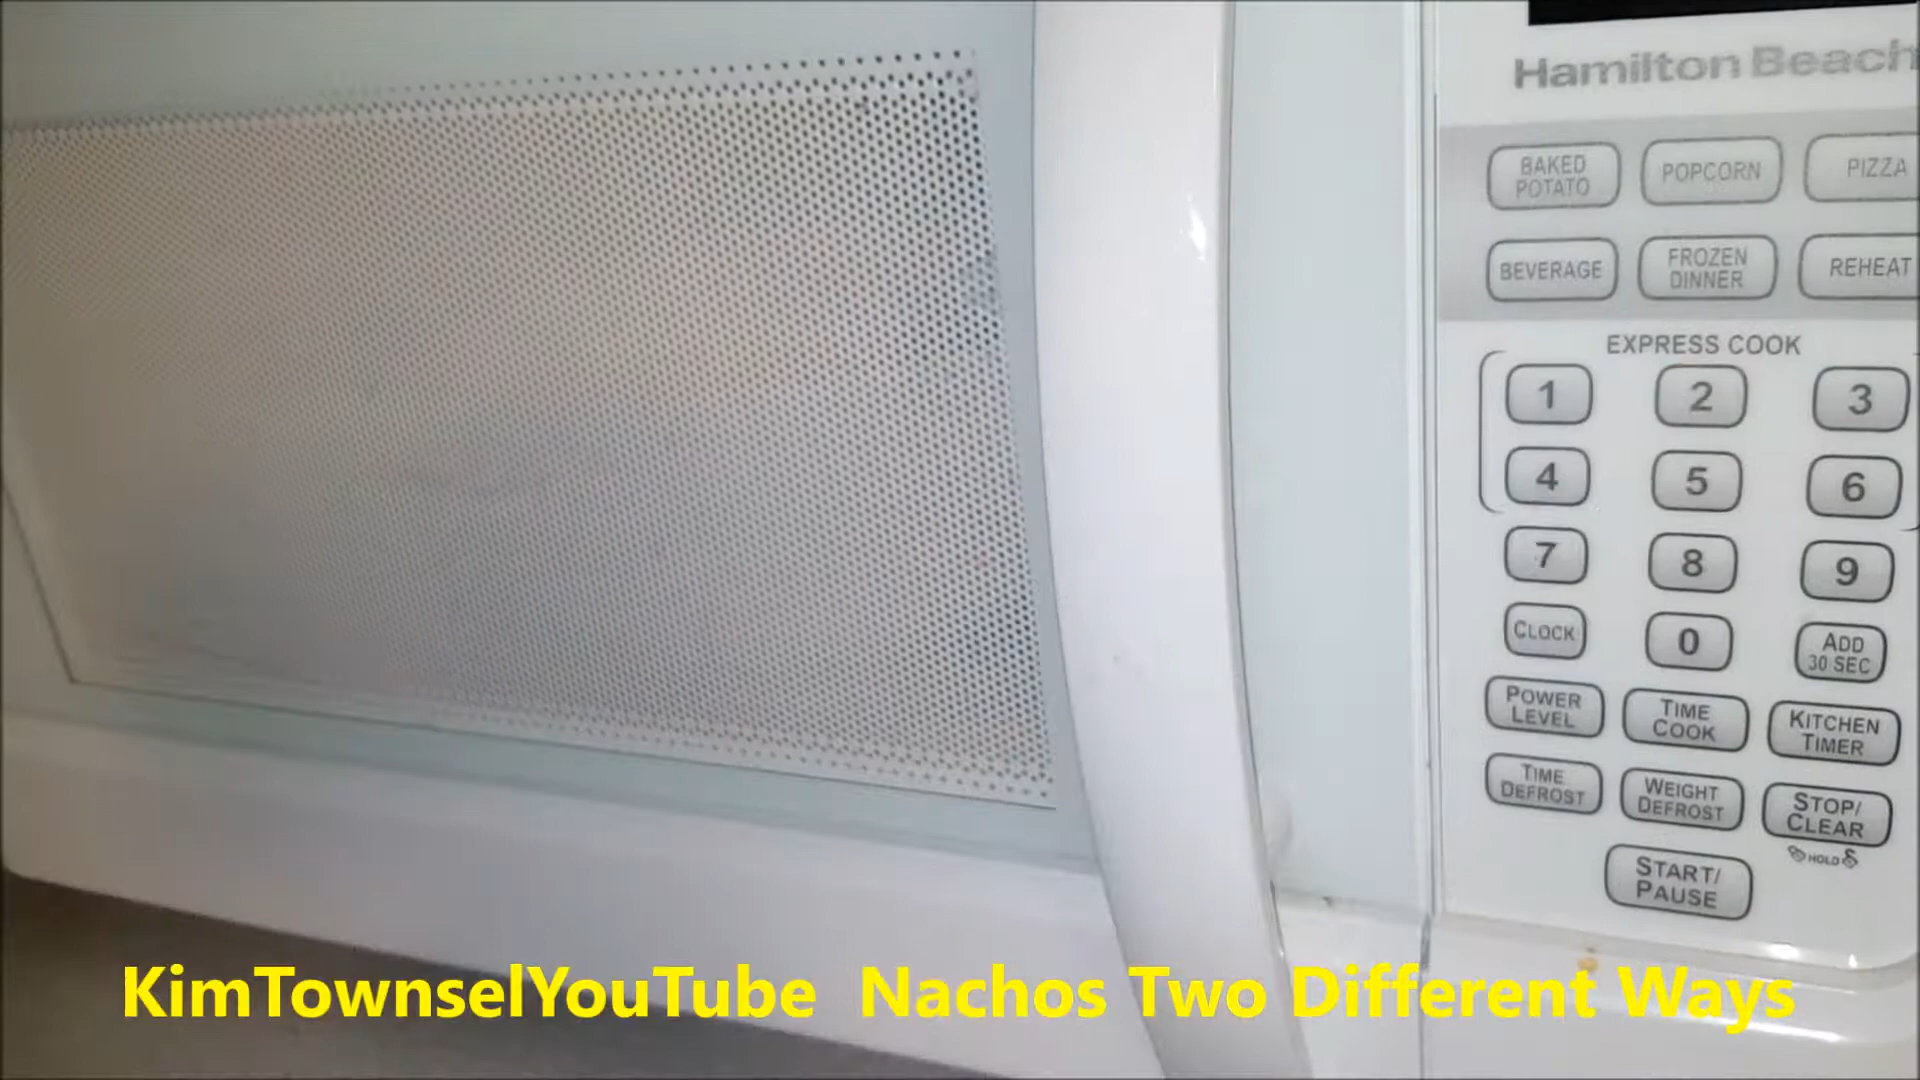 Hamilton Beach
BAKED
POTATO
POPCORN
PIZZA
BEVERAGE
FROZEN
DINNER
REHEAT
EXPRESS COOK
1
2
3
4
5
6
7
8
9
CLOCK
0
ADD
30 SEC
POWER
LEVEL
TIME
COOK
KITCHEN
TIMER
TIME
DEFROST
WEIGHT
DEFROST
STOP/
CLEAR
HOLD
START/
PAUSE
KimTownselYouTube Nachos Two Different Ways